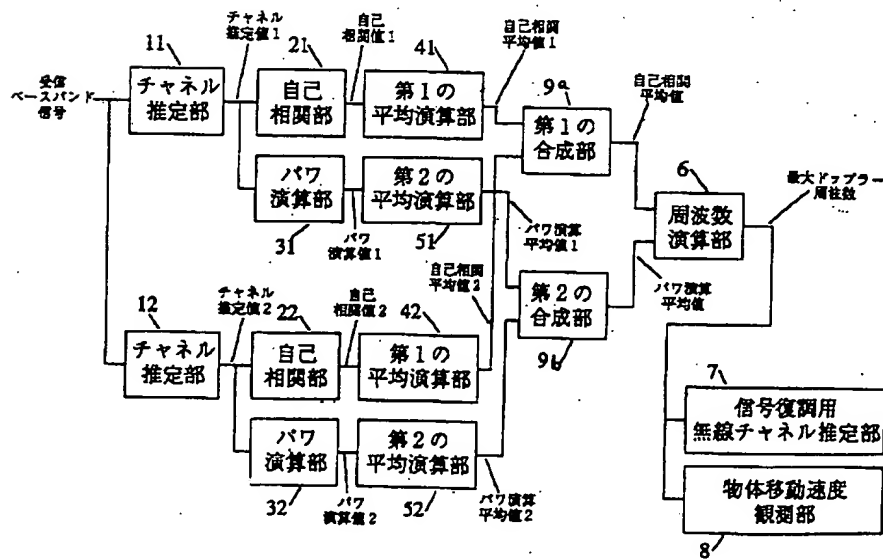 受信
ベースバンド
信号
11
チャネル
推定部
チャネル
推定値1
21
自己
相関部
自己
相関値1
41
第1の
平均演算部
自己相関
平均値1
9a
第1の
合成部
自己相関
平均値
パワ
演算部
31
パワ
演算値1
第2の
平均演算部
51
パワ演算
平均値1
6
周波数
演算部
最大ドップラー
周往数
自己相関
平均値2
第2の
合成部
9b
パワ演算
平均値
12
チャネル
推定部
チャネル
推定値2
22
自己
相関部
自己
相関値2
42
第1の
平均演算部
パワ
演算部
32
パワ
演算値2
第2の
平均演算部
52
パワ演算
平均値2
7
信号復調用
無線チャネル推定部
物体移動速度
観測部
8